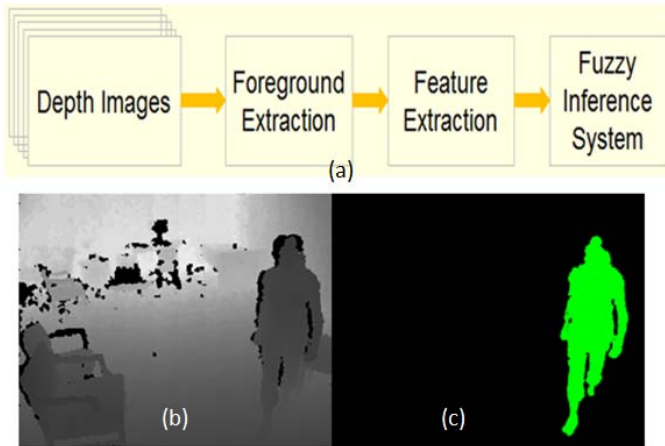 Depth Images
Foreground
Extraction
Feature
Extraction
Fuzzy
Inference
System
(a)
(b)
(c)